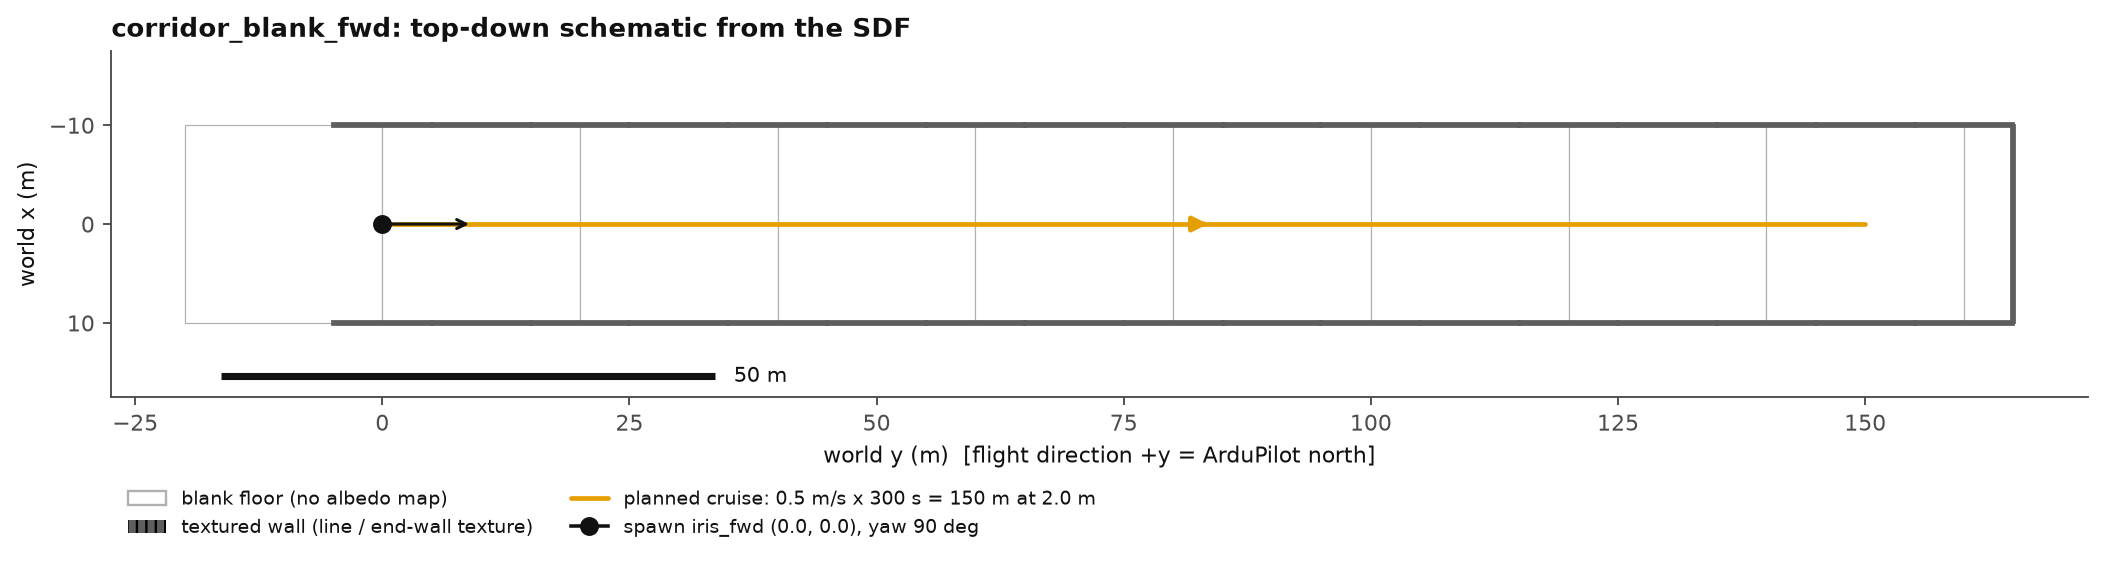 corridor_blank_fwd: top-down schematic from the SDF
world x (m)
−10
0
10
50 m
−25
0
25
50
75
100
125
150
world y (m)  [flight direction +y = ArduPilot north]
blank floor (no albedo map)
textured wall (line / end-wall texture)
planned cruise: 0.5 m/s x 300 s = 150 m at 2.0 m
spawn iris_fwd (0.0, 0.0), yaw 90 deg